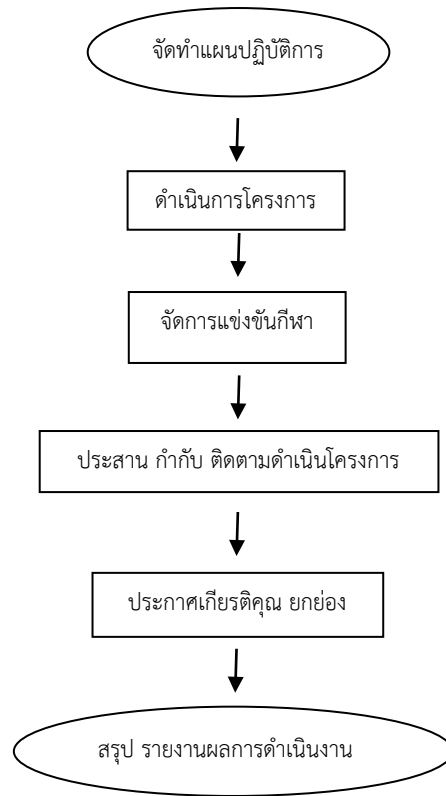 จัดทำแผนปฏิบัติการ
ดำเนินการโครงการ
จัดการแข่งขันกีฬา
ประสาน กำกับ ติดตามดำเนินโครงการ
ประกาศเกียรติคุณ ยกย่อง
สรุป รายงานผลการดำเนินงาน